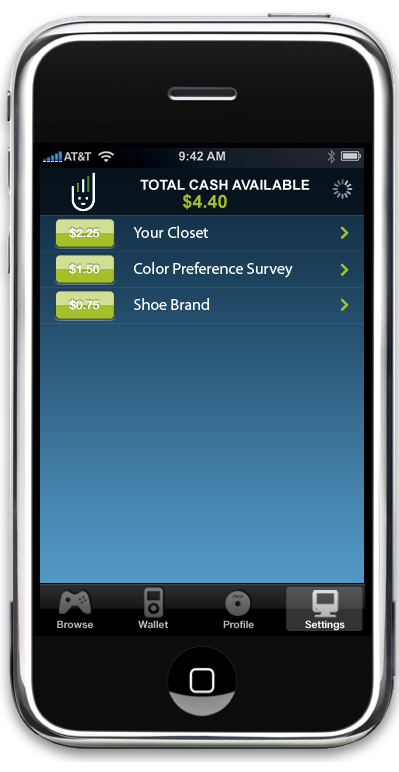 AT&T 9:42 AM
TOTAL CASH AVAILABLE
$4.40
$2.25 Your Closet
$1.50 Color Preference Survey
$0.75 Shoe Brand
DVD
Browse Wallet Profile Settings